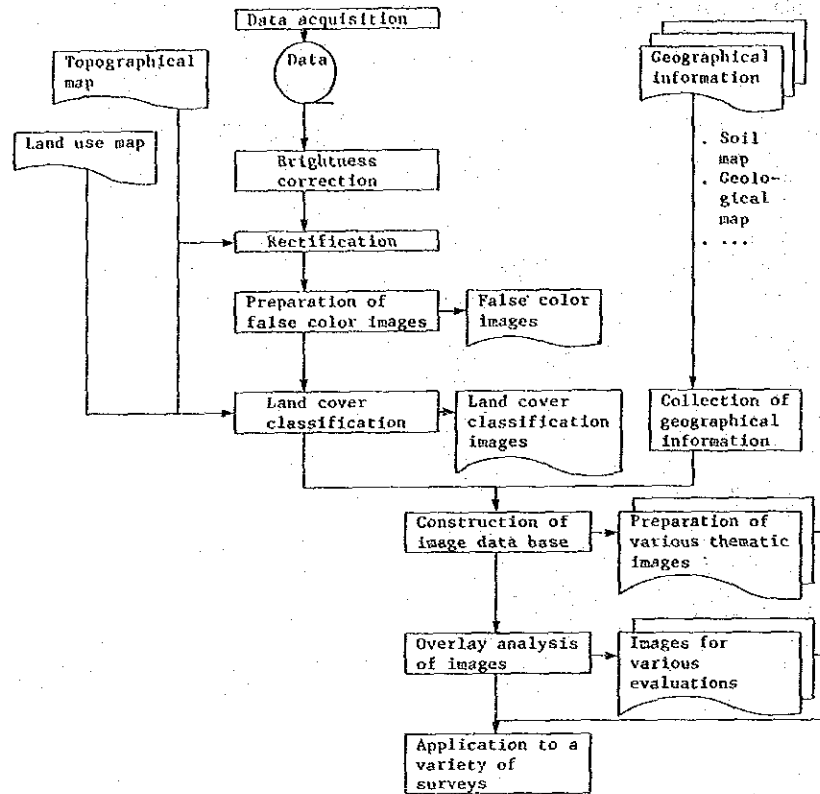 Data acquisition
Data
Topographical
map
Land use map
Geographical
information
. Soil
map
. Geolo-
gical
map
. ...
Brightness
correction
Rectification
Preparation of
false color images
False color
images
Land cover
classification
Land cover
classification
images
Collection of
geographical
information
Construction of
image data base
Preparation of
various thematic
images
Overlay analysis
of images
Images for
various
evaluations
Application to a
variety of
surveys